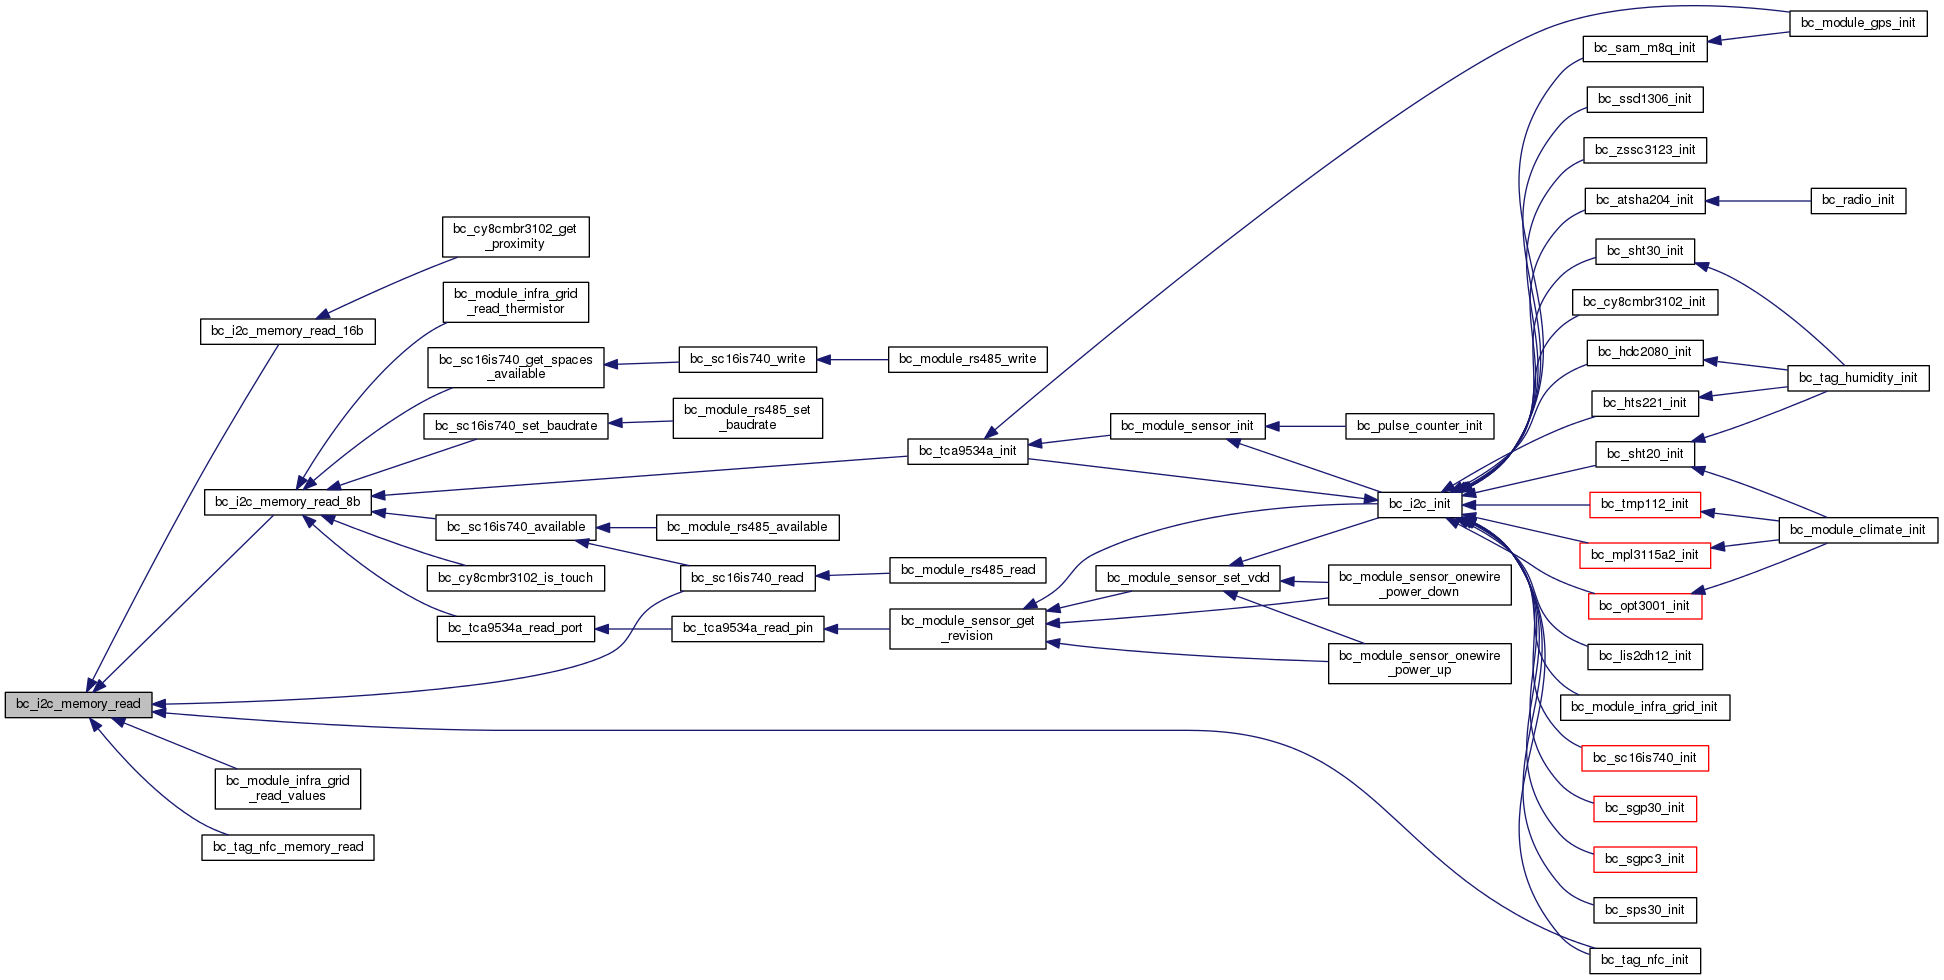 bc_module_gps_init
bc_sam_m8q_init
bc_ssd1306_init
bc_zssc3123_init
bc_atsha204_init
bc_radio_init
bc_cy8cmbr3102_get
_proximity
bc_sht30_init
bc_module_infra_grid
_read_thermistor
bc_cy8cmbr3102_init
bc_i2c_memory_read_16b
bc_sc16is740_get_spaces
_available
bc_sc16is740_write
bc_module_rs485_write
bc_hdc2080_init
bc_tag_humidity_init
bc_sc16is740_set_baudrate
bc_module_rs485_set
_baudrate
bc_hts221_init
bc_module_sensor_init
bc_pulse_counter_init
bc_tca9534a_init
bc_sht20_init
bc_i2c_memory_read_8b
bc_i2c_init
bc_tmp112_init
bc_sc16is740_available
bc_module_rs485_available
bc_module_climate_init
bc_mpl3115a2_init
bc_cy8cmbr3102_is_touch
bc_sc16is740_read
bc_module_rs485_read
bc_module_sensor_set_vdd
bc_module_sensor_onewire
_power_down
bc_opt3001_init
bc_tca9534a_read_port
bc_tca9534a_read_pin
bc_module_sensor_get
_revision
bc_module_sensor_onewire
_power_up
bc_lis2dh12_init
bc_i2c_memory_read
bc_module_infra_grid_init
bc_sc16is740_init
bc_module_infra_grid
_read_values
bc_sgp30_init
bc_tag_nfc_memory_read
bc_sgpc3_init
bc_sps30_init
bc_tag_nfc_init